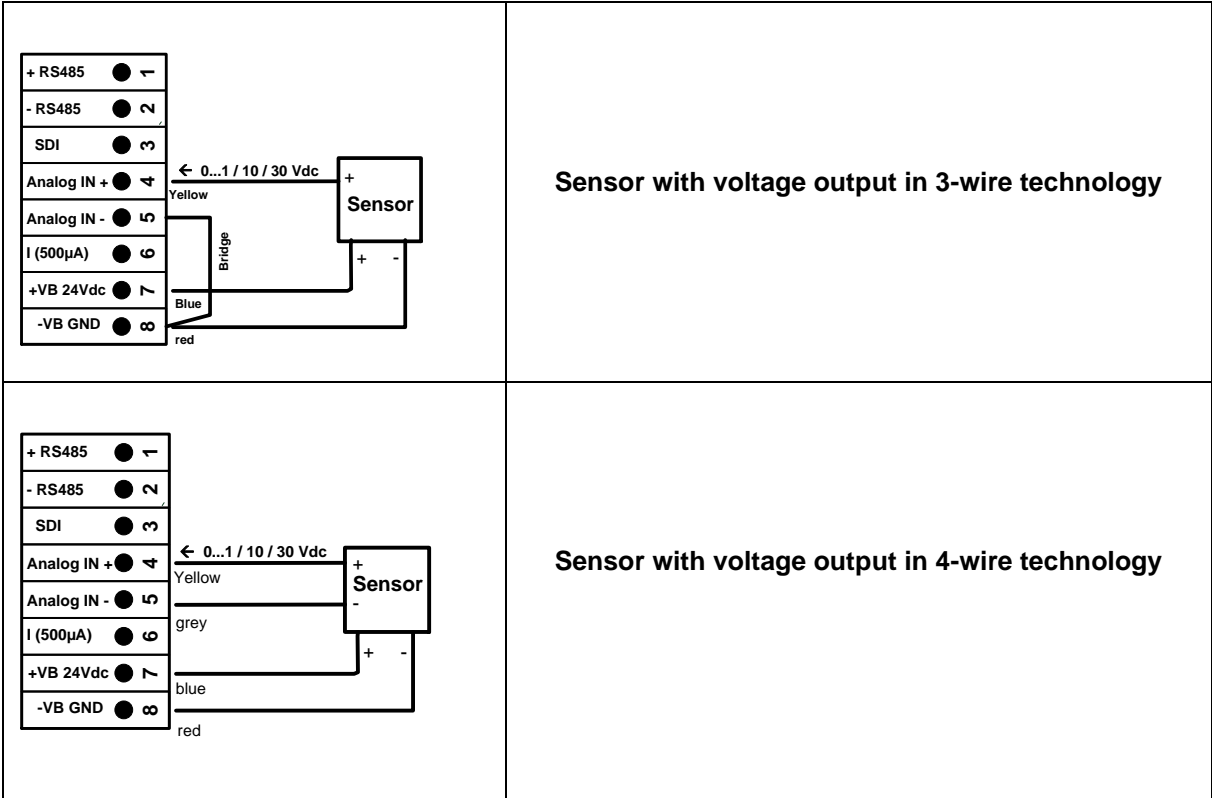 + RS485 1
- RS485 2
SDI 3
Analog IN + 4
Analog IN - 5
I (500µA) 6
+VB 24Vdc 7
-VB GND 8
← 0...1 / 10 / 30 Vdc
Yellow
Bridge
Blue
red
+
Sensor
+ -
Sensor with voltage output in 3-wire technology
+ RS485 1
- RS485 2
SDI 3
Analog IN + 4
Analog IN - 5
I (500µA) 6
+VB 24Vdc 7
-VB GND 8
← 0...1 / 10 / 30 Vdc
Yellow
grey
blue
red
+
Sensor
-
+ -
Sensor with voltage output in 4-wire technology